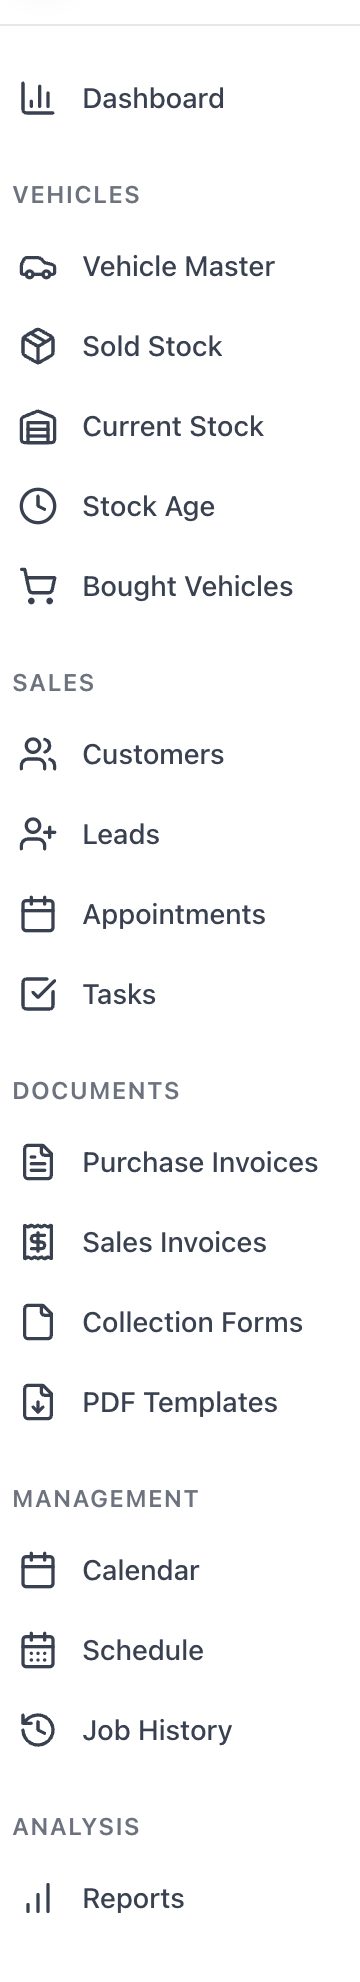 Dashboard
VEHICLES
Vehicle Master
Sold Stock
Current Stock
Stock Age
Bought Vehicles
SALES
Customers
Leads
Appointments
Tasks
DOCUMENTS
Purchase Invoices
Sales Invoices
Collection Forms
PDF Templates
MANAGEMENT
Calendar
Schedule
Job History
ANALYSIS
Reports